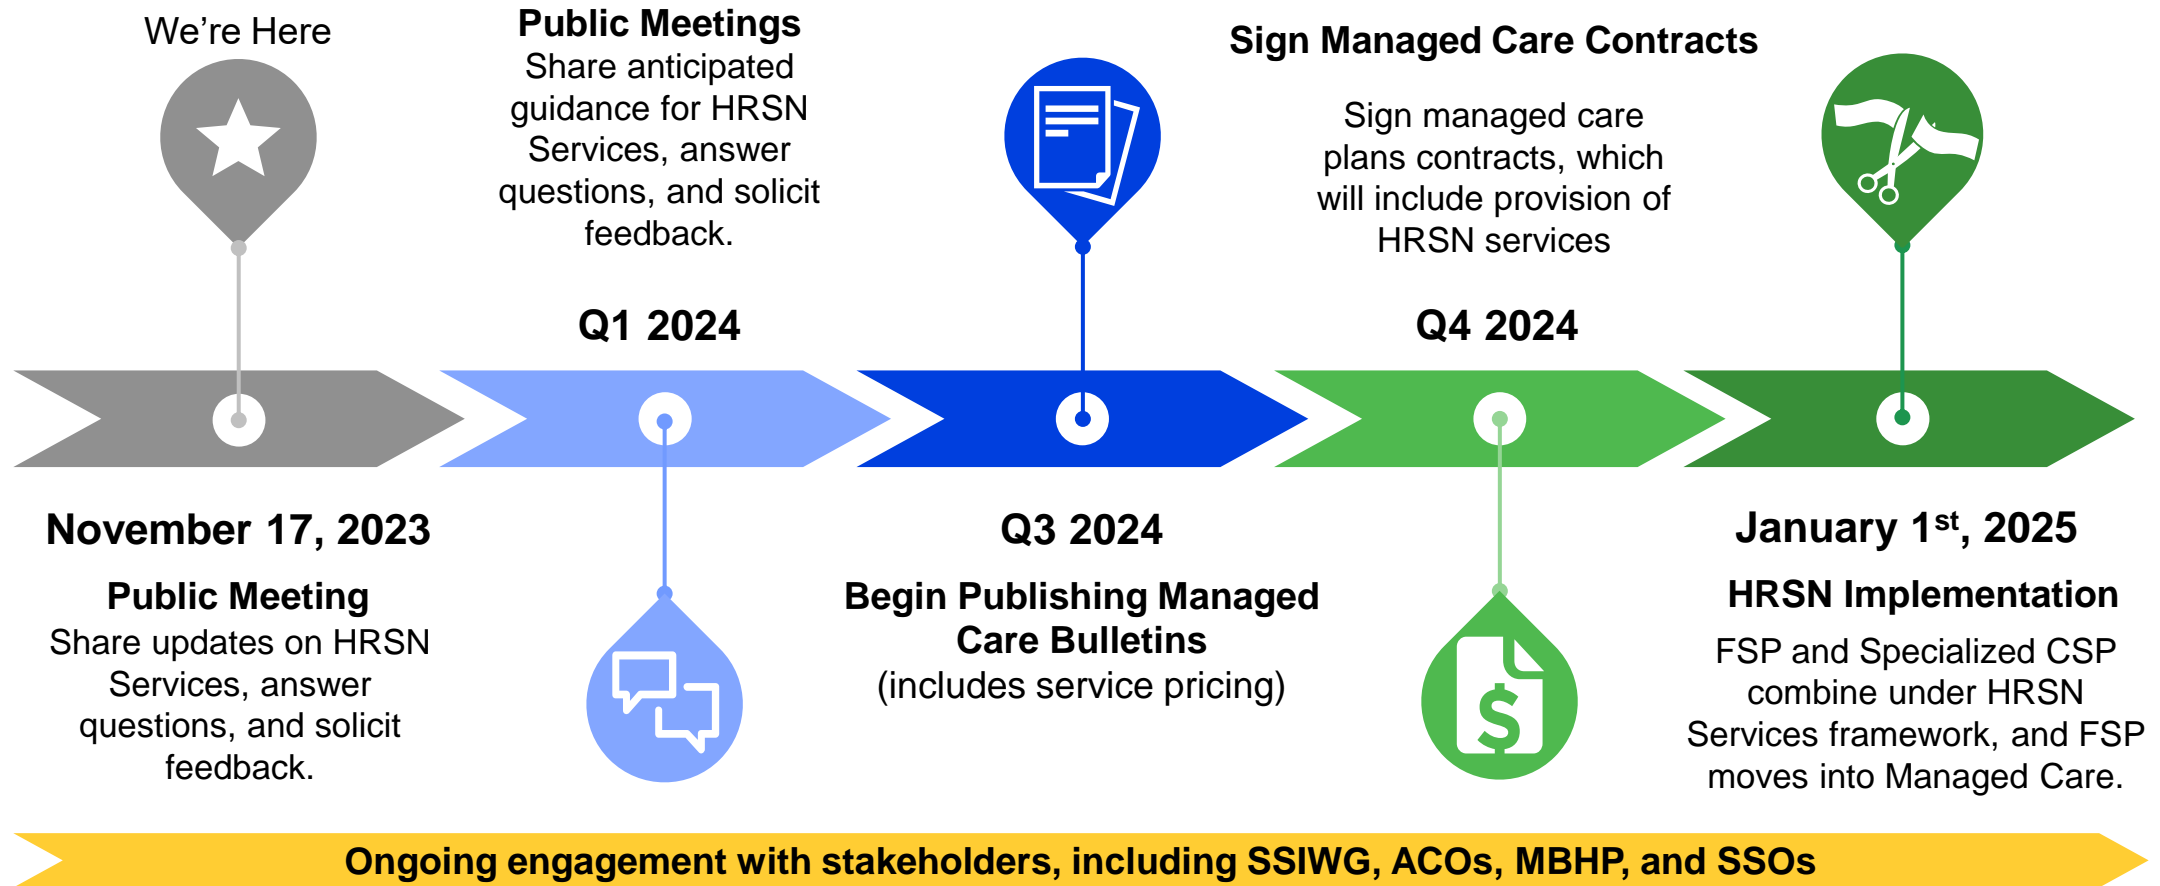 We’re Here
November 17, 2023
Public Meeting
Share updates on HRSN
Services, answer
questions, and solicit
feedback.
Public Meetings
Share anticipated
guidance for HRSN
Services, answer
questions, and solicit
feedback.
Q1 2024
Q3 2024
Begin Publishing Managed
Care Bulletins
(includes service pricing)
Sign Managed Care Contracts
Sign managed care
plans contracts, which
will include provision of
HRSN services
Q4 2024
$
January 1st, 2025
HRSN Implementation
FSP and Specialized CSP
combine under HRSN
Services framework, and FSP
moves into Managed Care.
Ongoing engagement with stakeholders, including SSIWG, ACOs, MBHP, and SSOs